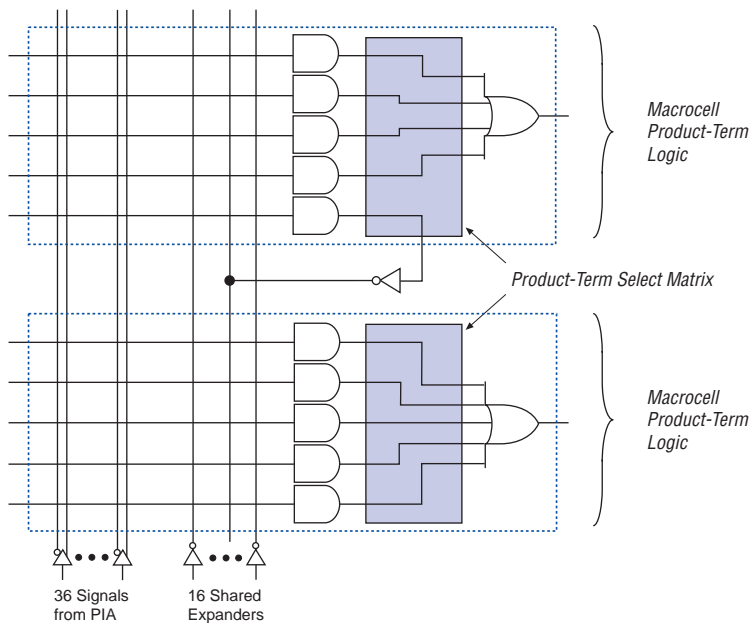 Macrocell
Product-Term
Logic
Product-Term Select Matrix
Macrocell
Product-Term
Logic
36 Signals
from PIA
16 Shared
Expanders